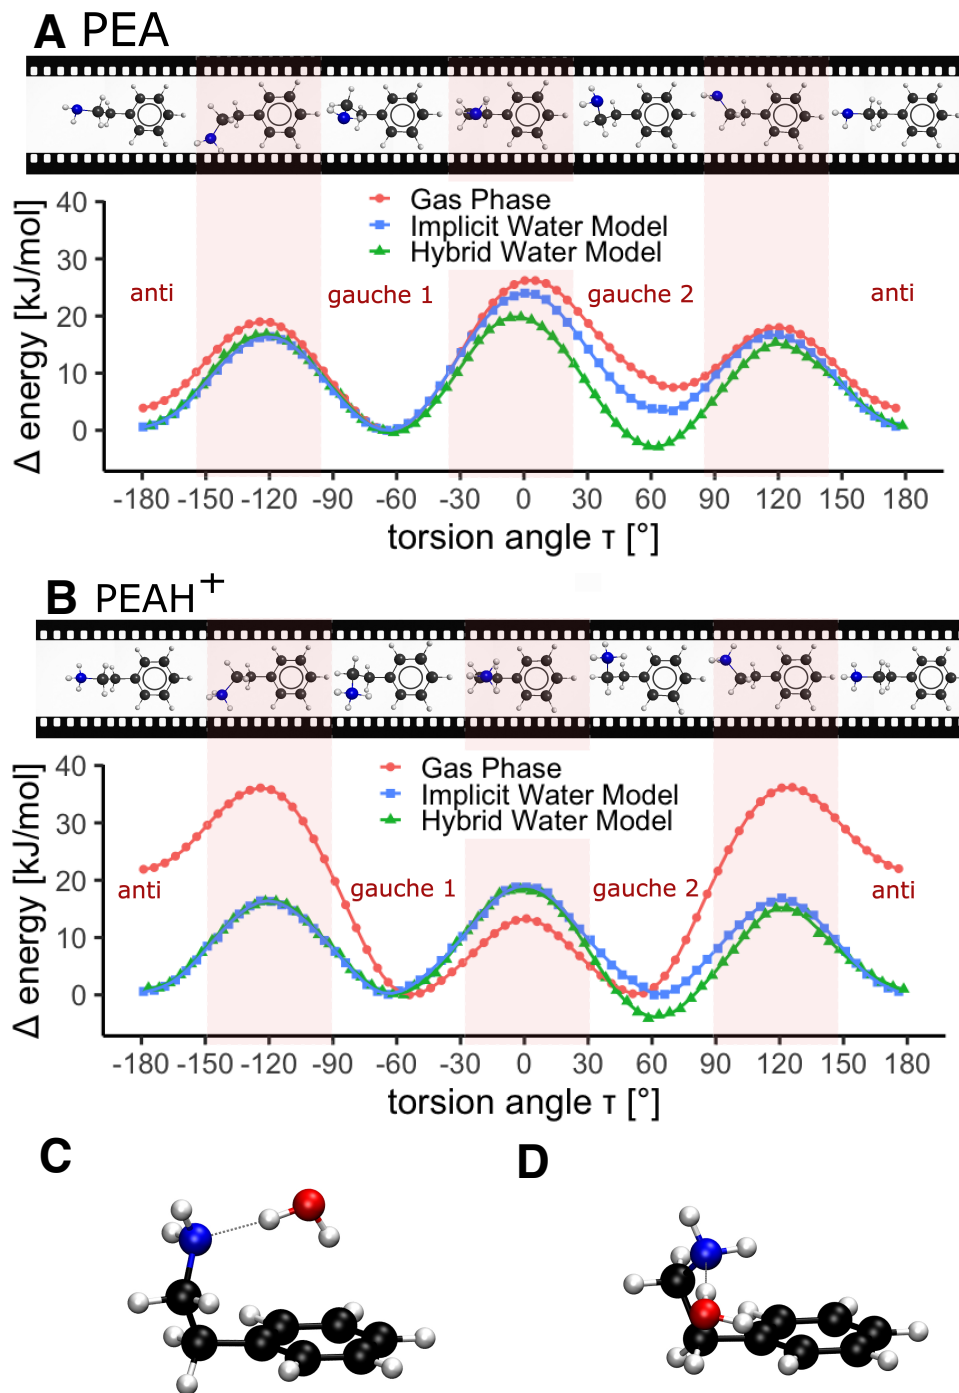 A PEA
Gas Phase
Implicit Water Model
Hybrid Water Model
Δ energy [kJ/mol]
40
30
20
10
0
anti
gauche 1
gauche 2
anti
-180 -150 -120 -90 -60 -30 0 30 60 90 120 150 180
torsion angle τ [°]
B PEAH+
Gas Phase
Implicit Water Model
Hybrid Water Model
Δ energy [kJ/mol]
40
30
20
10
0
anti
gauche 1
gauche 2
anti
-180 -150 -120 -90 -60 -30 0 30 60 90 120 150 180
torsion angle τ [°]
C
D